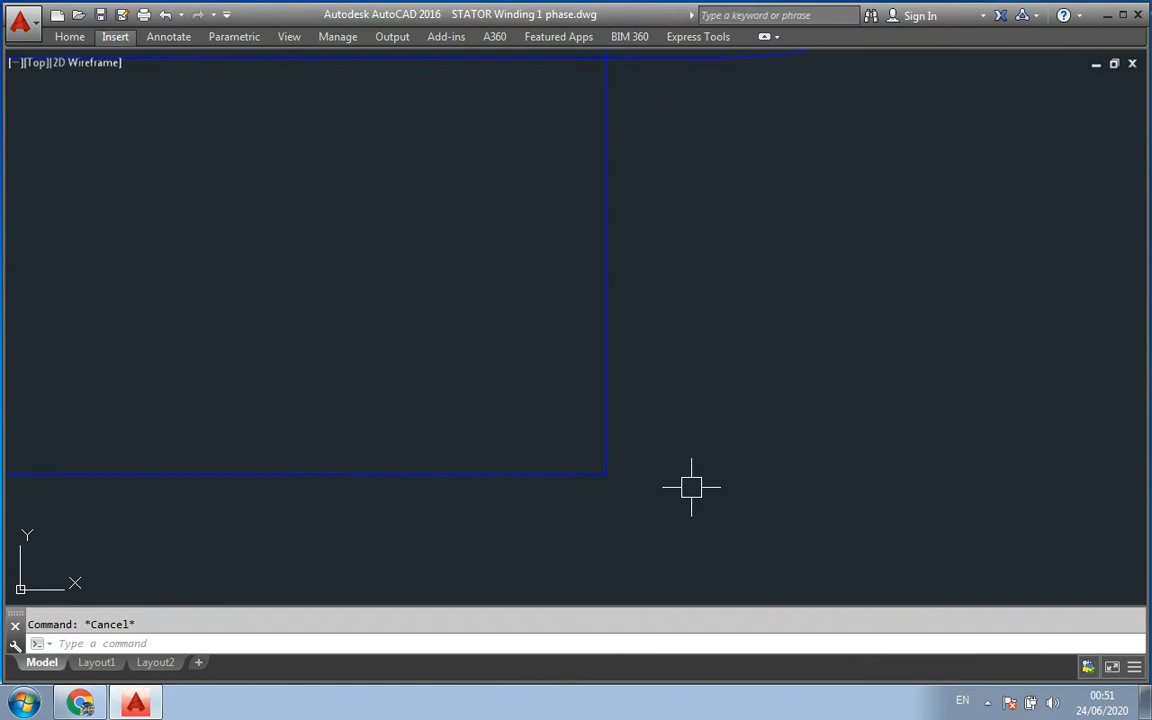 Autodesk AutoCAD 2016 STATOR Winding 1 phase.dwg
Type a keyword or phrase
Sign In
Home Insert Annotate Parametric View Manage Output Add-ins A360 Featured Apps BIM 360 Express Tools
[−][Top][2D Wireframe]
Y
X
Command: *Cancel*
Type a command
Model Layout1 Layout2 +
EN
00:51
24/06/2020